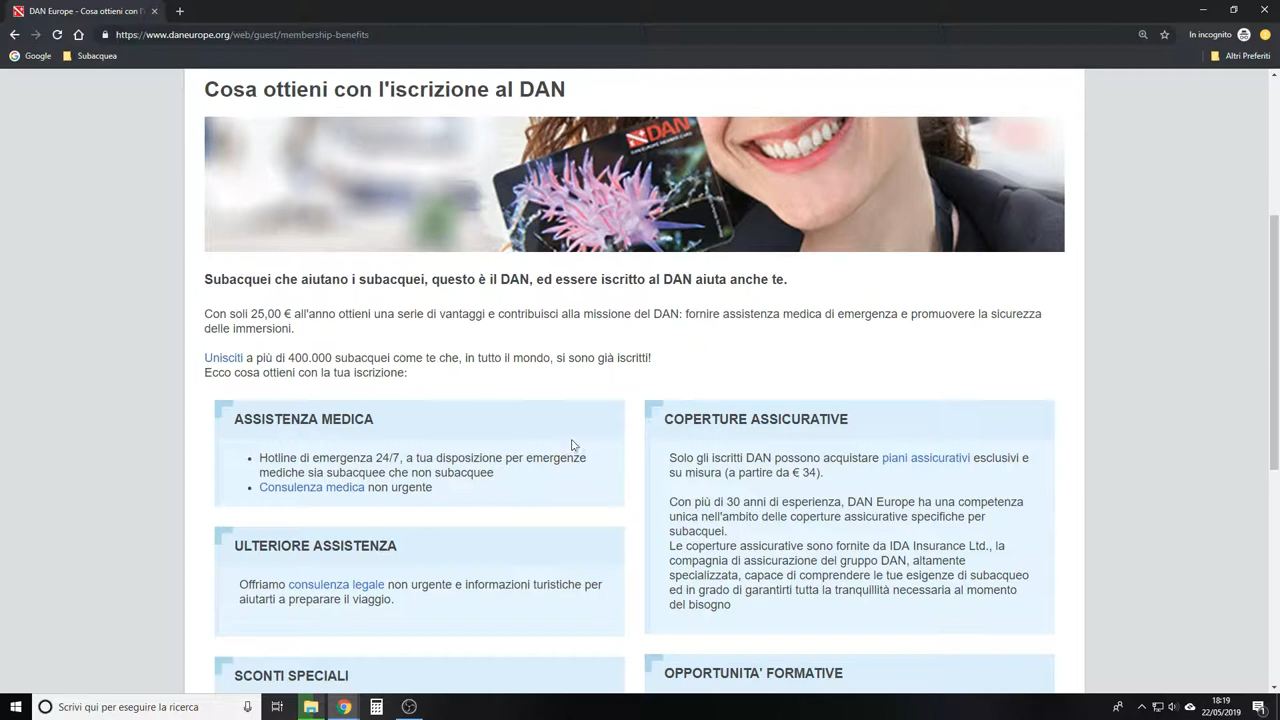 DAN Europe - Cosa ottieni con l'i
https://www.daneurope.org/web/guest/membership-benefits
In incognito
Google
Subacquea
Altri Preferiti
Cosa ottieni con l'iscrizione al DAN
DAN
DAN EUROPE MEMBER CARD
Subacquei che aiutano i subacquei, questo è il DAN, ed essere iscritto al DAN aiuta anche te.
Con soli 25,00 € all'anno ottieni una serie di vantaggi e contribuisci alla missione del DAN: fornire assistenza medica di emergenza e promuovere la sicurezza
delle immersioni.
Unisciti a più di 400.000 subacquei come te che, in tutto il mondo, si sono già iscritti!
Ecco cosa ottieni con la tua iscrizione:
ASSISTENZA MEDICA
• Hotline di emergenza 24/7, a tua disposizione per emergenze
mediche sia subacquee che non subacquee
• Consulenza medica non urgente
ULTERIORE ASSISTENZA
Offriamo consulenza legale non urgente e informazioni turistiche per
aiutarti a preparare il viaggio.
SCONTI SPECIALI
COPERTURE ASSICURATIVE
Solo gli iscritti DAN possono acquistare piani assicurativi esclusivi e
su misura (a partire da € 34).
Con più di 30 anni di esperienza, DAN Europe ha una competenza
unica nell'ambito delle coperture assicurative specifiche per
subacquei.
Le coperture assicurative sono fornite da IDA Insurance Ltd., la
compagnia di assicurazione del gruppo DAN, altamente
specializzata, capace di comprendere le tue esigenze di subacqueo
ed in grado di garantirti tutta la tranquillità necessaria al momento
del bisogno
OPPORTUNITA' FORMATIVE
Scrivi qui per eseguire la ricerca
18:19
22/05/2019
1